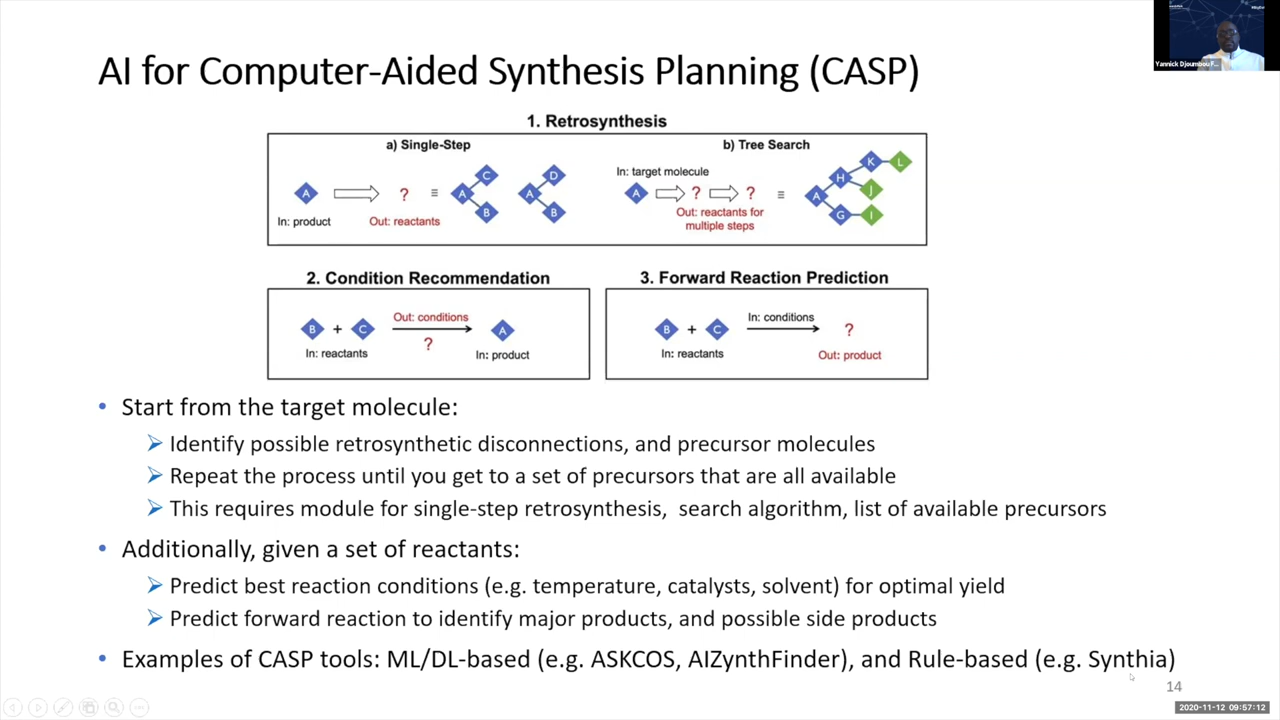 AI for Computer-Aided Synthesis Planning (CASP)
Yannick Djoumbou F...
1. Retrosynthesis
a) Single-Step
A
?
≡
A
C
B
A
D
B
In: product
Out: reactants
b) Tree Search
In: target molecule
A
?
?
≡
A
H
K
L
J
G
I
Out: reactants for
multiple steps
2. Condition Recommendation
B + C
Out: conditions
?
A
In: reactants
In: product
3. Forward Reaction Prediction
B + C
In: conditions
?
In: reactants
Out: product
• Start from the target molecule:
➢ Identify possible retrosynthetic disconnections, and precursor molecules
➢ Repeat the process until you get to a set of precursors that are all available
➢ This requires module for single-step retrosynthesis, search algorithm, list of available precursors
• Additionally, given a set of reactants:
➢ Predict best reaction conditions (e.g. temperature, catalysts, solvent) for optimal yield
➢ Predict forward reaction to identify major products, and possible side products
• Examples of CASP tools: ML/DL-based (e.g. ASKCOS, AIZynthFinder), and Rule-based (e.g. Synthia)
14
2020-11-12 09:57:12